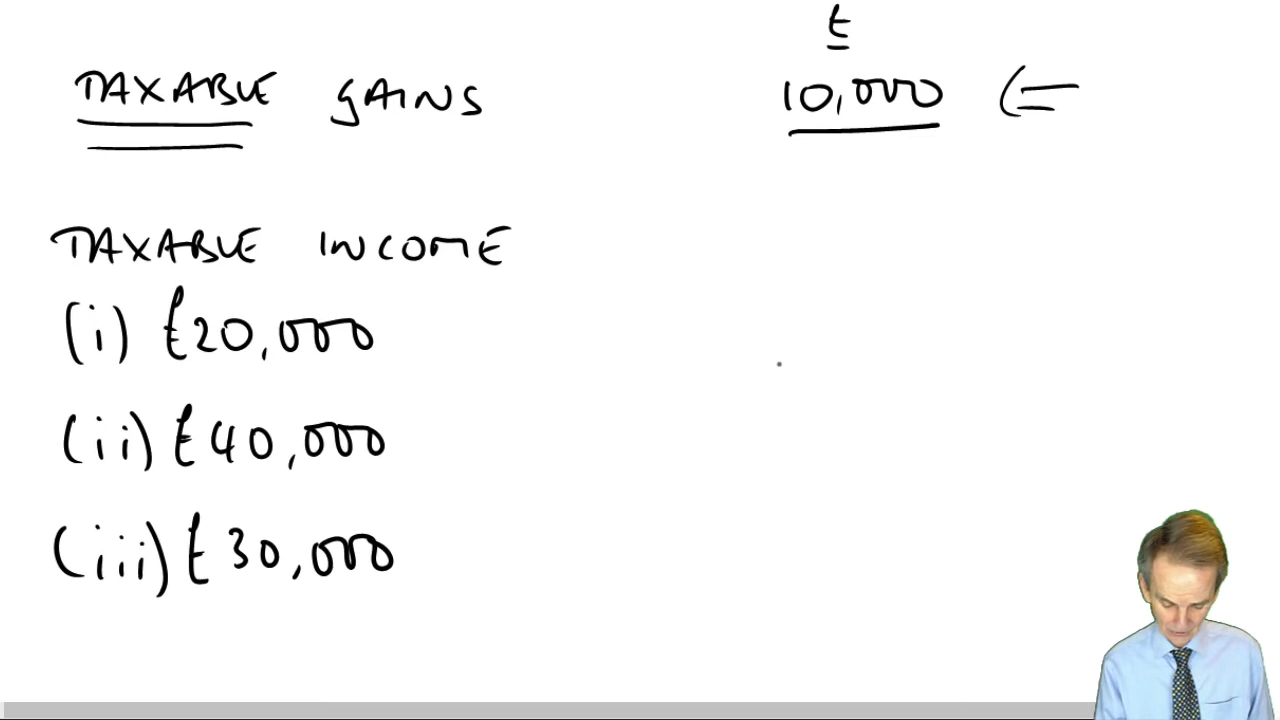 £
TAXABLE GAINS 10,000 (=
TAXABLE INCOME
(i) £20,000
(ii) £40,000
(iii) £30,000